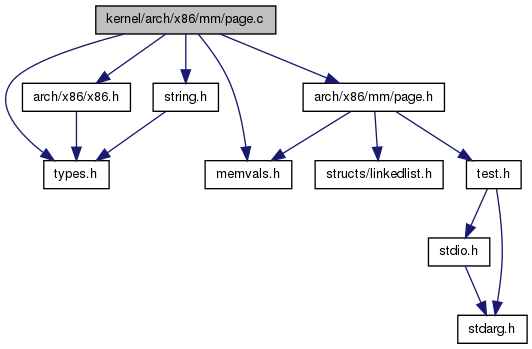 kernel/arch/x86/mm/page.c
arch/x86/x86.h
string.h
arch/x86/mm/page.h
types.h
memvals.h
structs/linkedlist.h
test.h
stdio.h
stdarg.h